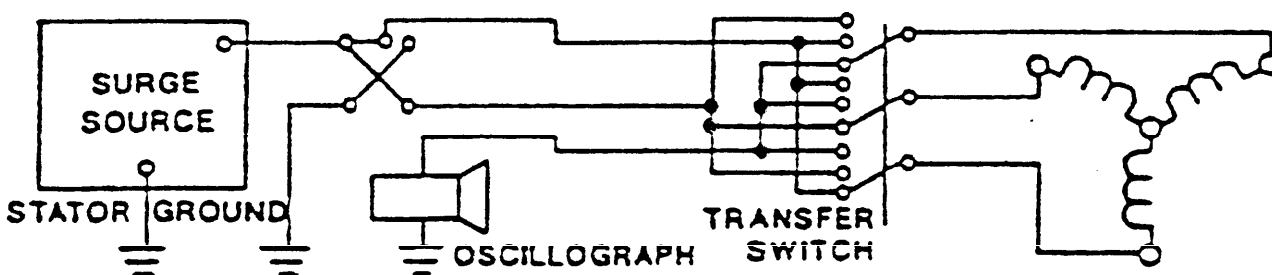 SURGE
SOURCE
STATOR GROUND
OSCILLOGRAPH
TRANSFER
SWITCH